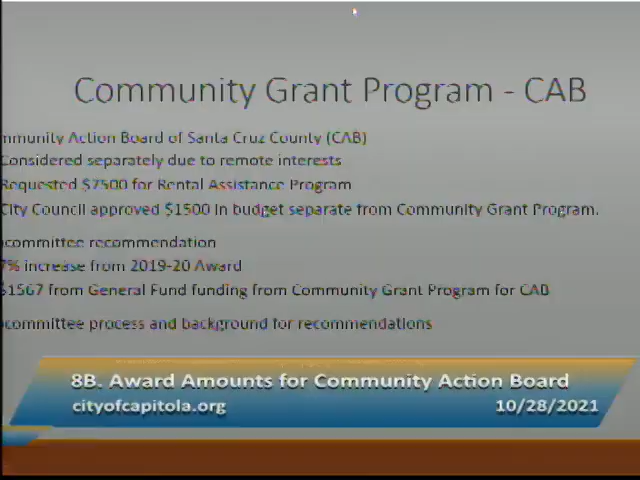 Community Grant Program - CAB
mmunity Action Board of Santa Cruz County (CAB)
Considered separately due to remote interests
Requested $7500 for Rental Assistance Program
City Council approved $1500 in budget separate from Community Grant Program.
committee recommendation
7% increase from 2019-20 Award
$1567 from General Fund funding from Community Grant Program for CAB
committee process and background for recommendations
8B. Award Amounts for Community Action Board
cityofcapitola.org 10/28/2021